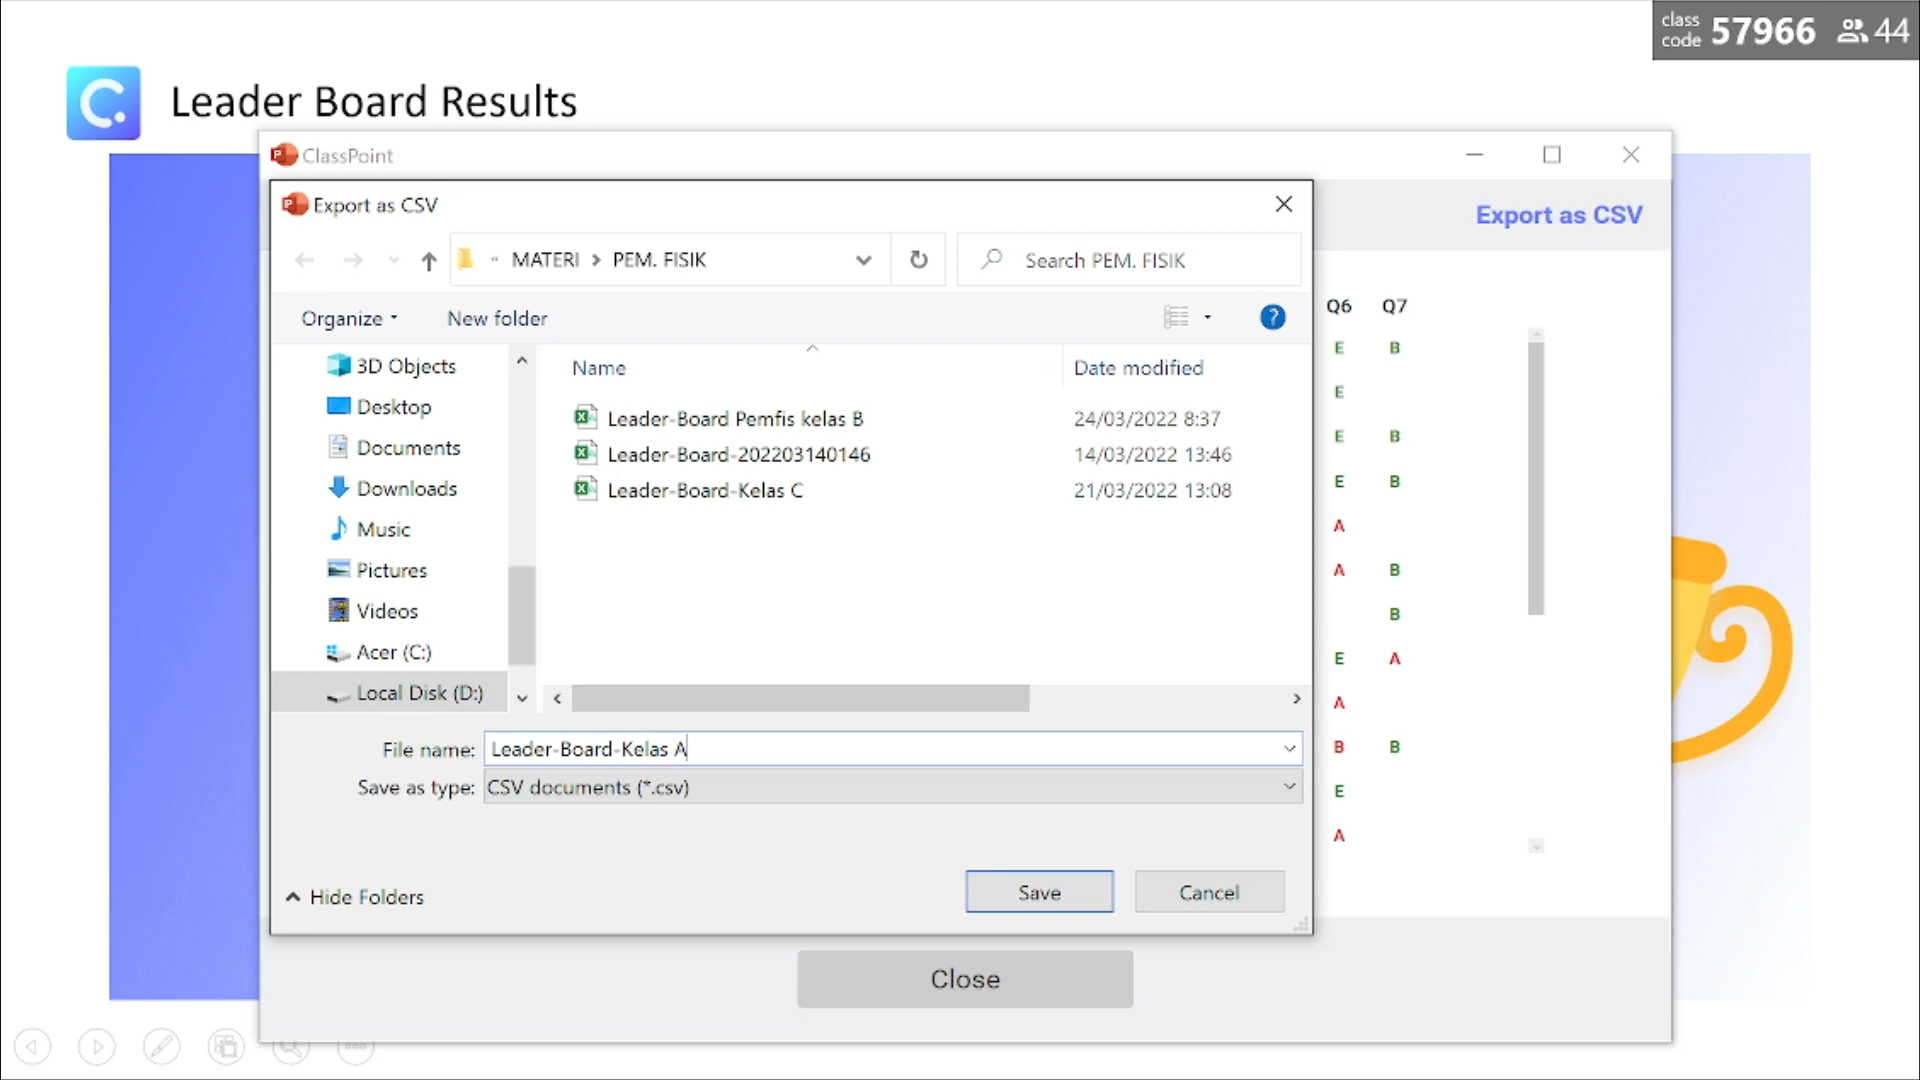 class
code 57966 44
C.
Leader Board Results
ClassPoint
Export as CSV
Export as CSV
« MATERI > PEM. FISIK
Search PEM. FISIK
Organize
New folder
?
3D Objects
Desktop
Documents
Downloads
Music
Pictures
Videos
Acer (C:)
Local Disk (D:)
Name Date modified
Leader-Board Pemfis kelas B 24/03/2022 8:37
Leader-Board-202203140146 14/03/2022 13:46
Leader-Board-Kelas C 21/03/2022 13:08
File name: Leader-Board-Kelas A
Save as type: CSV documents (*.csv)
Hide Folders
Save
Cancel
Q6 Q7
E B
E
E B
E B
A
A B
B
E A
A
B B
E
A
Close